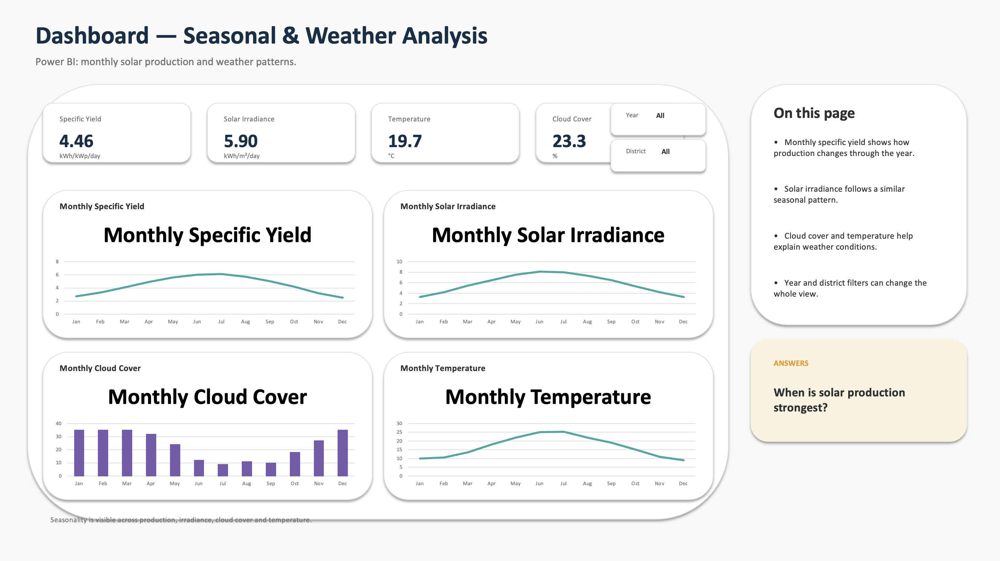 Dashboard — Seasonal & Weather Analysis
Power BI: monthly solar production and weather patterns.
Specific Yield
4.46
kWh/kWp/day
Solar Irradiance
5.90
kWh/m²/day
Temperature
19.7
°C
Cloud Cover
23.3
%
Year All
District All
Monthly Specific Yield
Monthly Specific Yield
8
6
4
2
0
Jan Feb Mar Apr May Jun Jul Aug Sep Oct Nov Dec
Monthly Solar Irradiance
Monthly Solar Irradiance
10
8
6
4
2
0
Jan Feb Mar Apr May Jun Jul Aug Sep Oct Nov Dec
Monthly Cloud Cover
Monthly Cloud Cover
40
30
20
10
0
Jan Feb Mar Apr May Jun Jul Aug Sep Oct Nov Dec
Monthly Temperature
Monthly Temperature
30
25
20
15
10
5
0
Jan Feb Mar Apr May Jun Jul Aug Sep Oct Nov Dec
Seasonality is visible across production, irradiance, cloud cover and temperature.
On this page
• Monthly specific yield shows how
production changes through the year.
• Solar irradiance follows a similar
seasonal pattern.
• Cloud cover and temperature help
explain weather conditions.
• Year and district filters can change the
whole view.
ANSWERS
When is solar production
strongest?